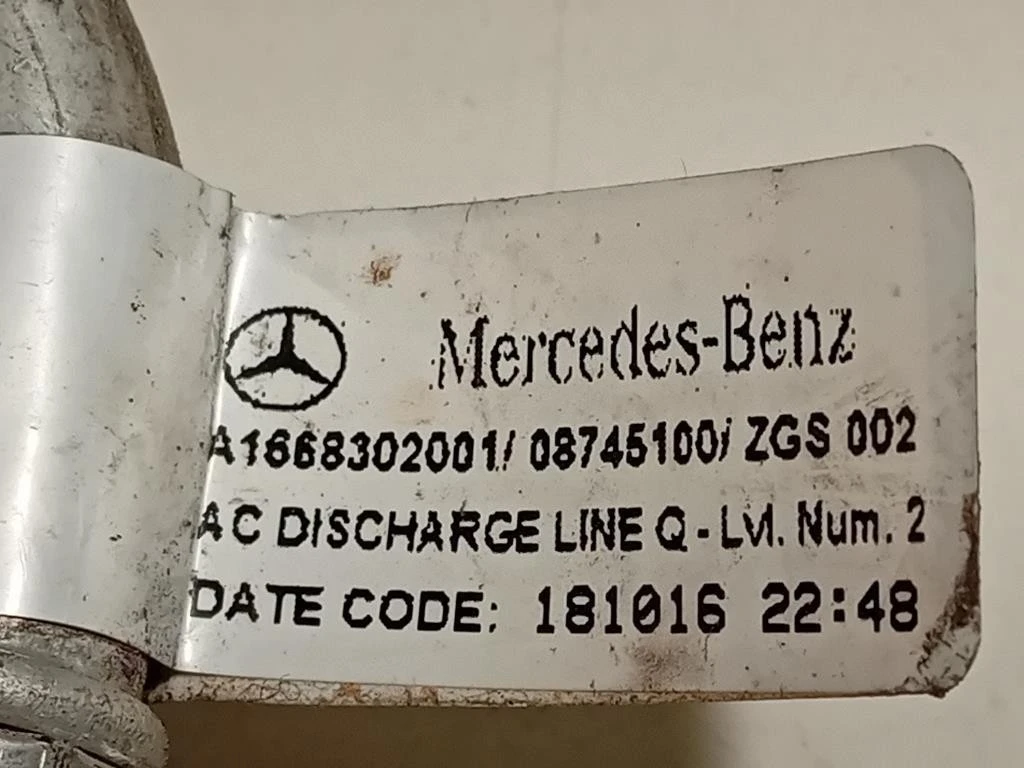 Mercedes-Benz
A1668302001/ 08745100/ ZGS 002
AC DISCHARGE LINE Q - Lvl. Num. 2
DATE CODE: 181016 22:48